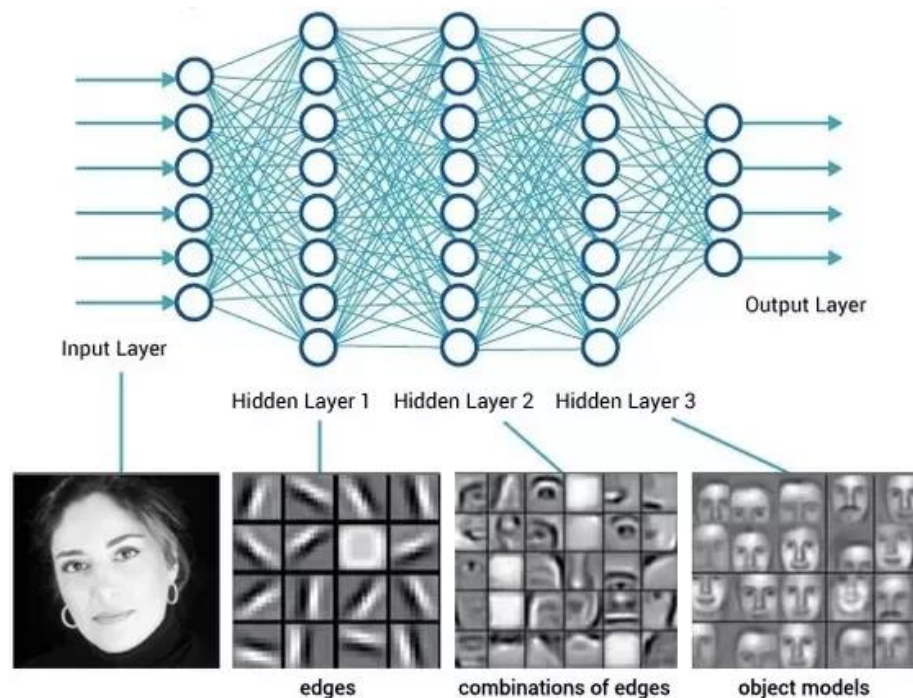 Output Layer
Input Layer
Hidden Layer 1
Hidden Layer 2
Hidden Layer 3
edges
combinations of edges
object models